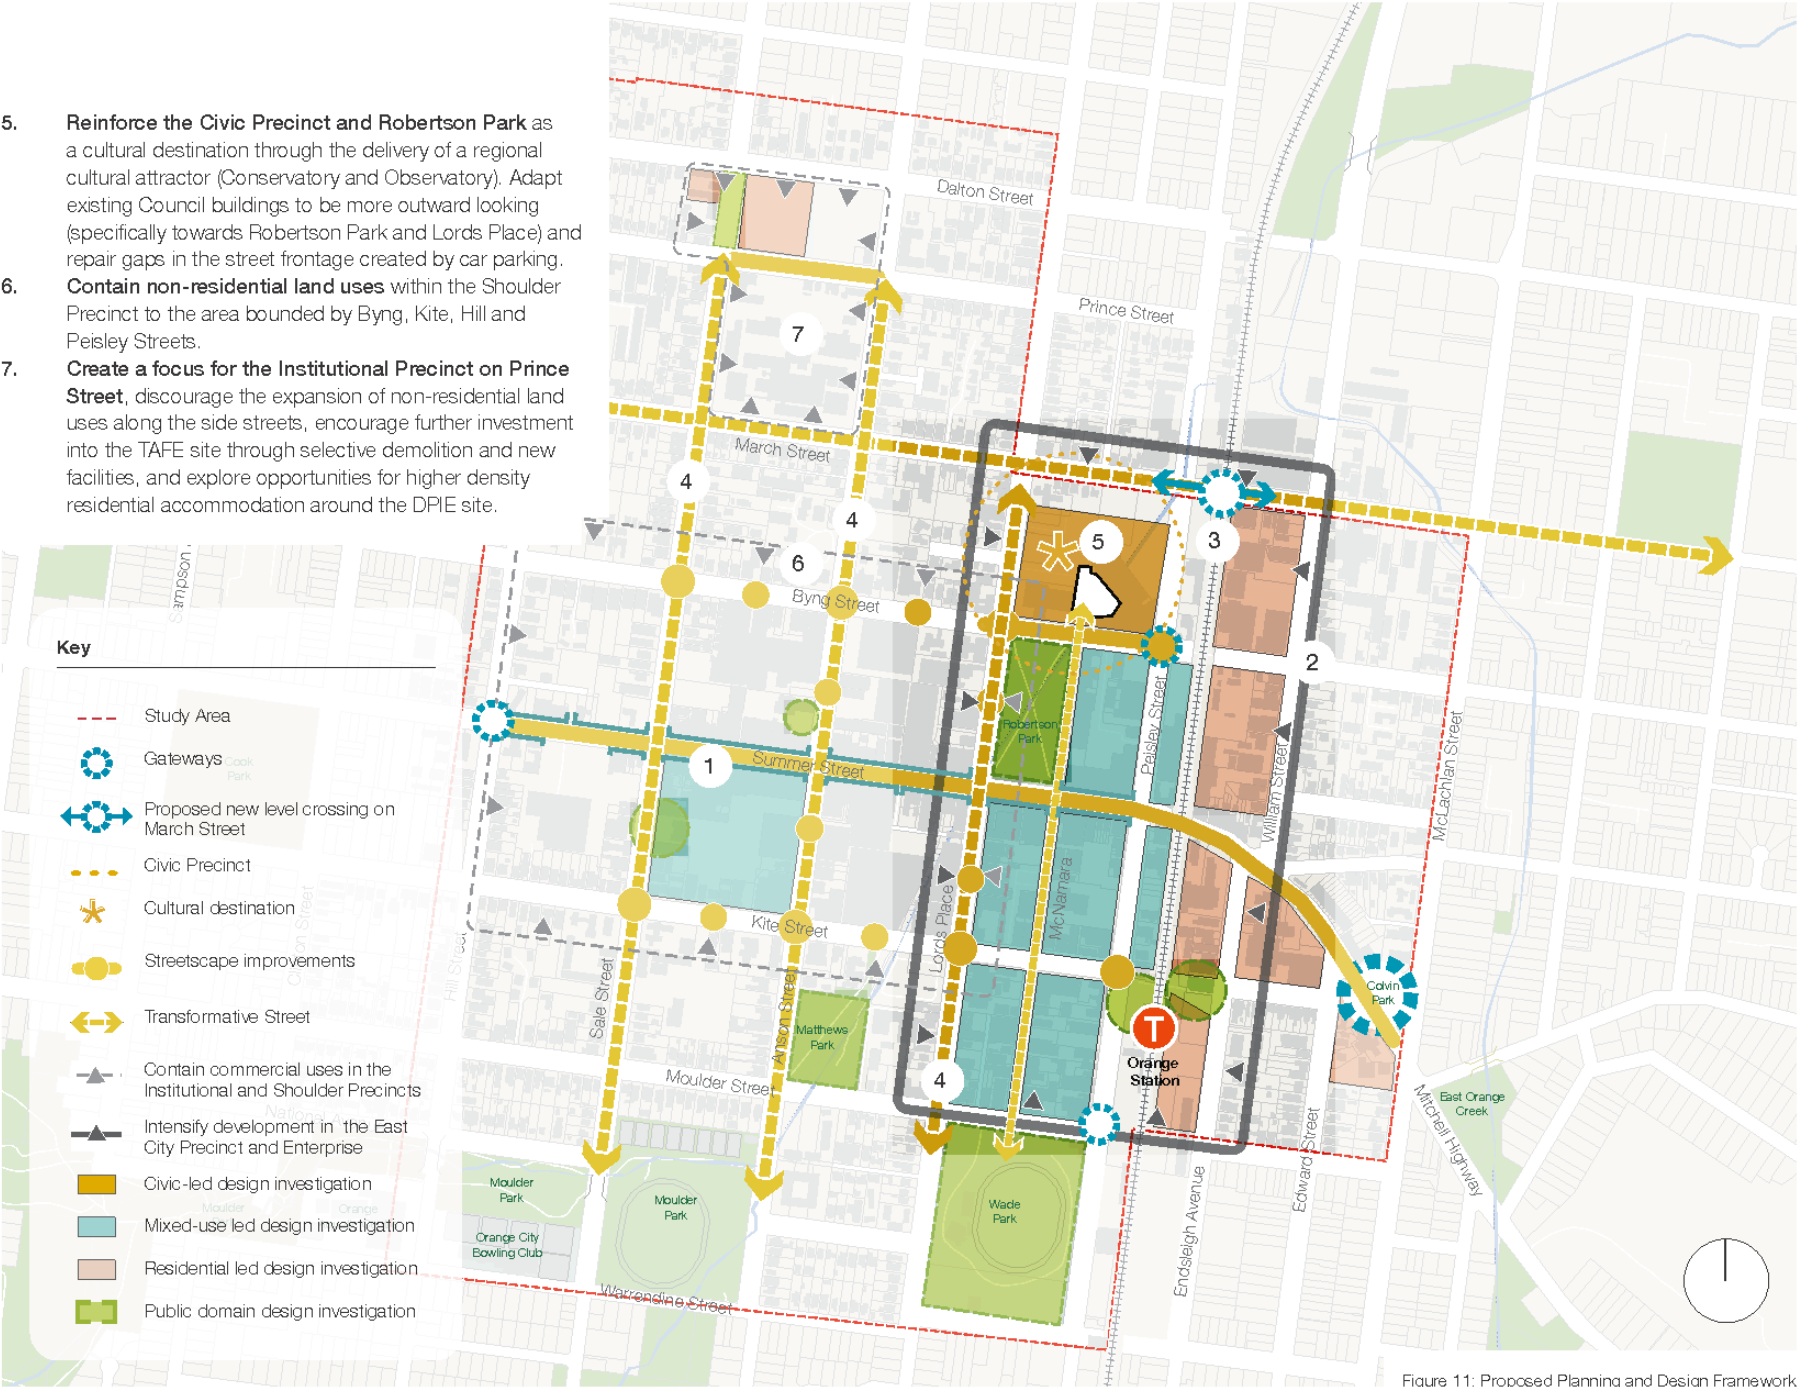 5. Reinforce the Civic Precinct and Robertson Park as
a cultural destination through the delivery of a regional
cultural attractor (Conservatory and Observatory). Adapt
existing Council buildings to be more outward looking
(specifically towards Robertson Park and Lords Place) and
repair gaps in the street frontage created by car parking.
6. Contain non-residential land uses within the Shoulder
Precinct to the area bounded by Byng, Kite, Hill and
Peisley Streets.
7. Create a focus for the Institutional Precinct on Prince
Street, discourage the expansion of non-residential land
uses along the side streets, encourage further investment
into the TAFE site through selective demolition and new
facilities, and explore opportunities for higher density
residential accommodation around the DPIE site.
Key
Study Area
Gateways
Proposed new level crossing on
March Street
Civic Precinct
Cultural destination
Streetscape improvements
Transformative Street
Contain commercial uses in the
Institutional and Shoulder Precincts
Intensify development in the East
City Precinct and Enterprise
Civic-led design investigation
Mixed-use led design investigation
Residential led design investigation
Public domain design investigation
Cook
Park
Moulder
Orange
Dalton Street
Prince Street
7
March Street
4
4
6
5
3
2
Byng Street
Robertson
Park
Peisley Street
1
Summer Street
William Street
McLachlan Street
McNamara
Lords Place
Kite Street
Sale Street
Anson Street
Matthews
Park
Colvin
Park
T
Orange
Station
4
Moulder Street
East Orange
Creek
Mitchell Highway
Edward Street
Endsleigh Avenue
Moulder
Park
Moulder
Park
Wade
Park
Orange City
Bowling Club
Warrendine Street
Figure 11: Proposed Planning and Design Framework